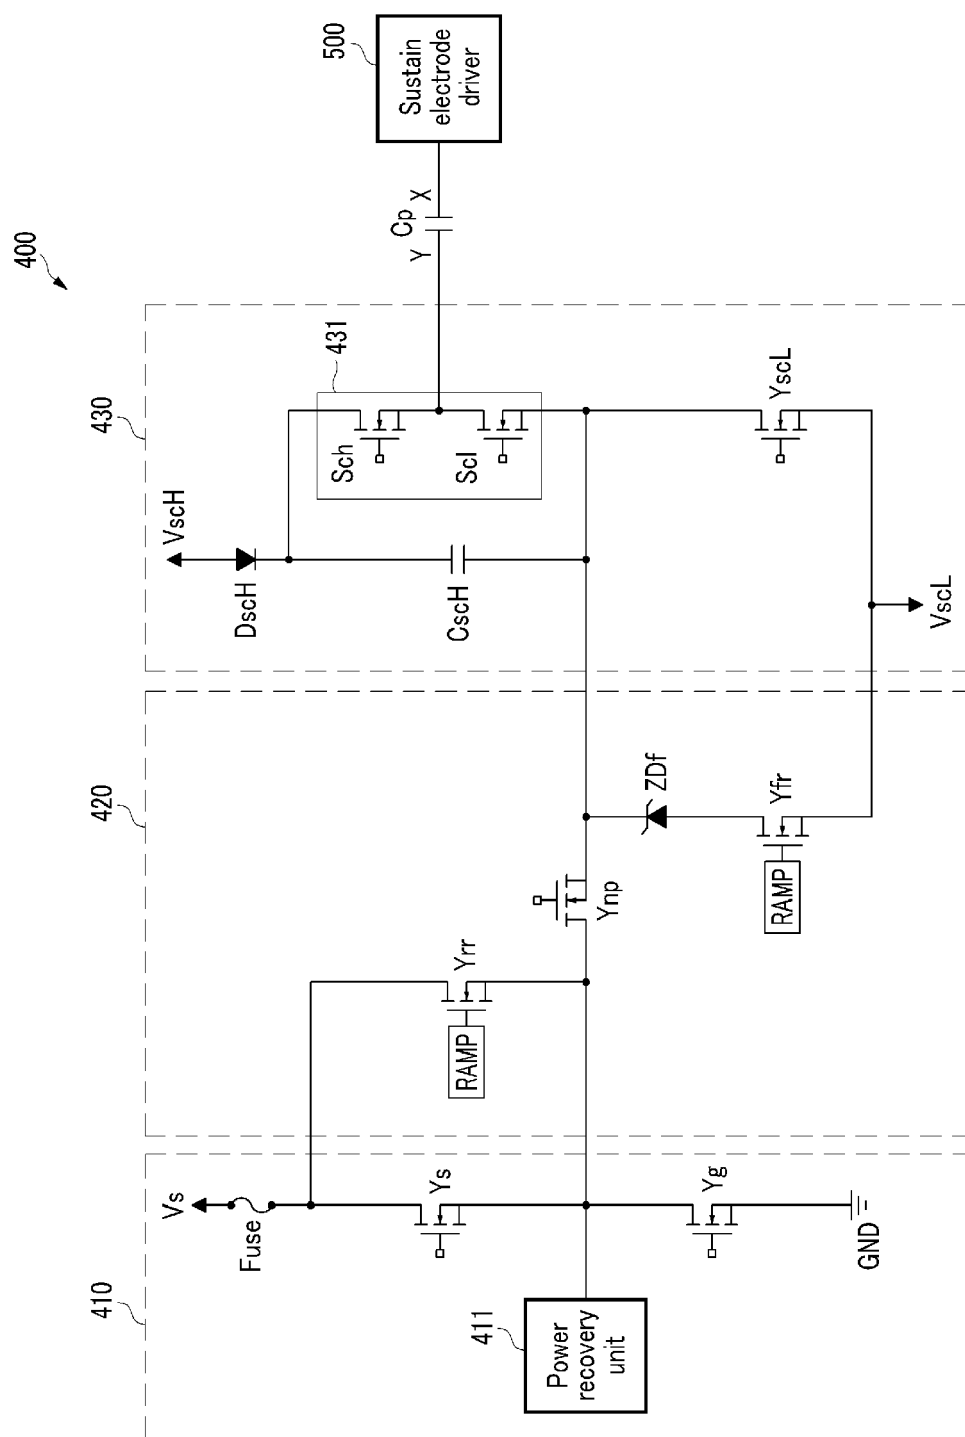 400
410
420
430
Vs
Fuse
Ys
411
Power
recovery
unit
Yg
GND
RAMP
Yrr
Ynp
ZDf
RAMP
Yfr
VscH
DscH
CscH
431
Sch
Scl
YscL
VscL
Y
Cp
X
500
Sustain
electrode
driver